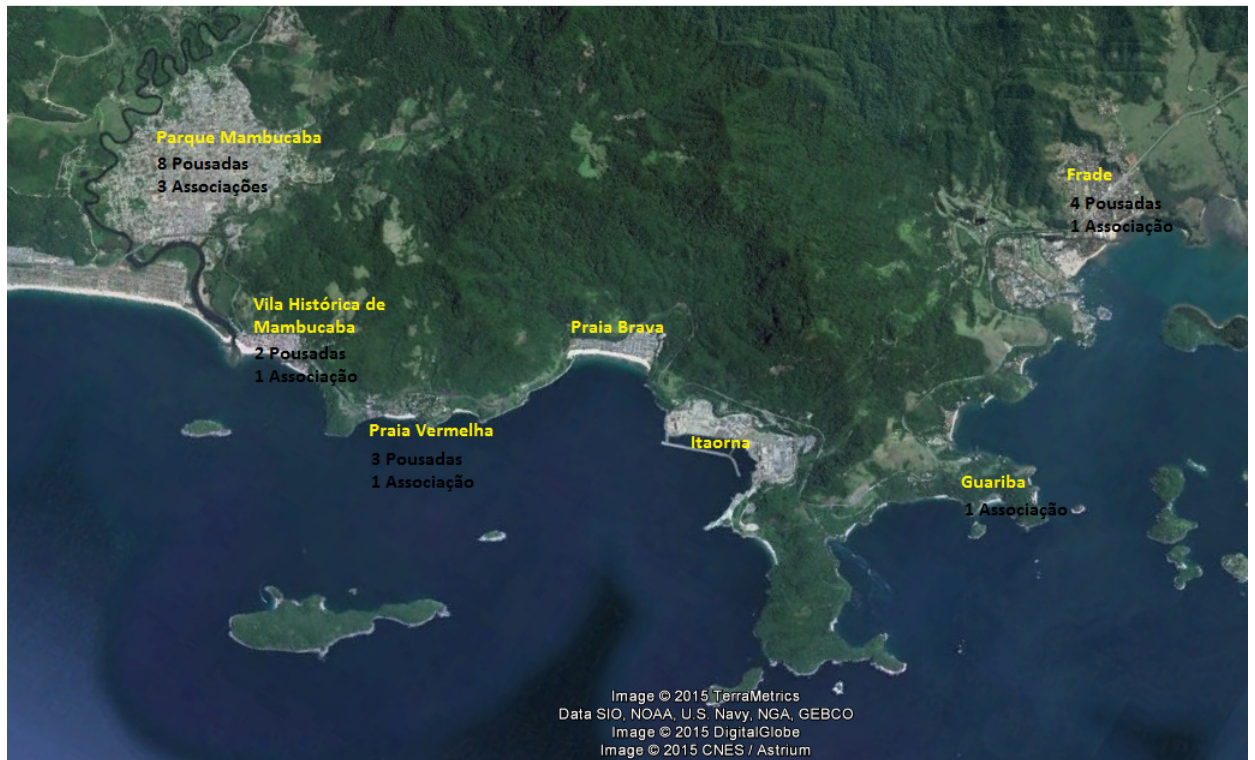 Parque Mambucaba
8 Pousadas
3 Associações
Frade
4 Pousadas
1 Associação
Vila Histórica de
Mambucaba
2 Pousadas
1 Associação
Praia Brava
Praia Vermelha
3 Pousadas
1 Associação
Itaorna
Guariba
1 Associação
Image © 2015 TerraMetrics
Data SIO, NOAA, U.S. Navy, NGA, GEBCO
Image © 2015 DigitalGlobe
Image © 2015 CNES / Astrium